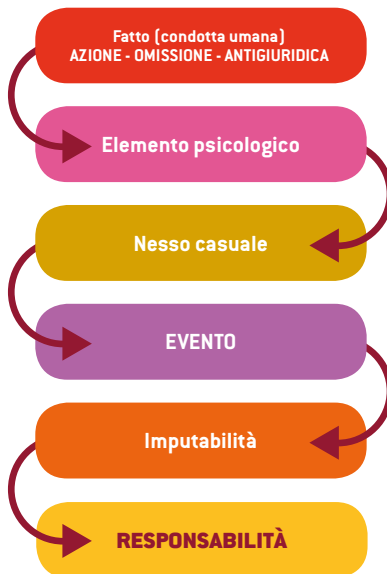 Fatto (condotta umana)
AZIONE - OMISSIONE - ANTIGIURIDICA
Elemento psicologico
Nesso casuale
EVENTO
Imputabilità
RESPONSABILITÀ